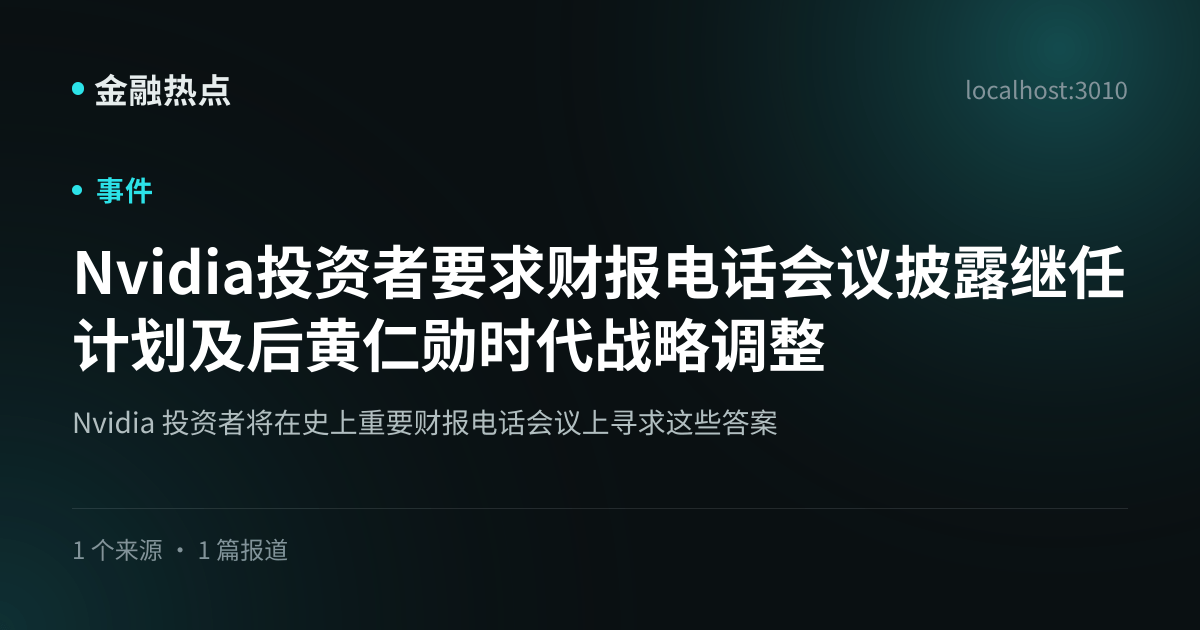 金融热点
localhost:3010
事件
Nvidia投资者要求财报电话会议披露继任
计划及后黄仁勋时代战略调整
Nvidia 投资者将在史上重要财报电话会议上寻求这些答案
1 个来源 · 1 篇报道